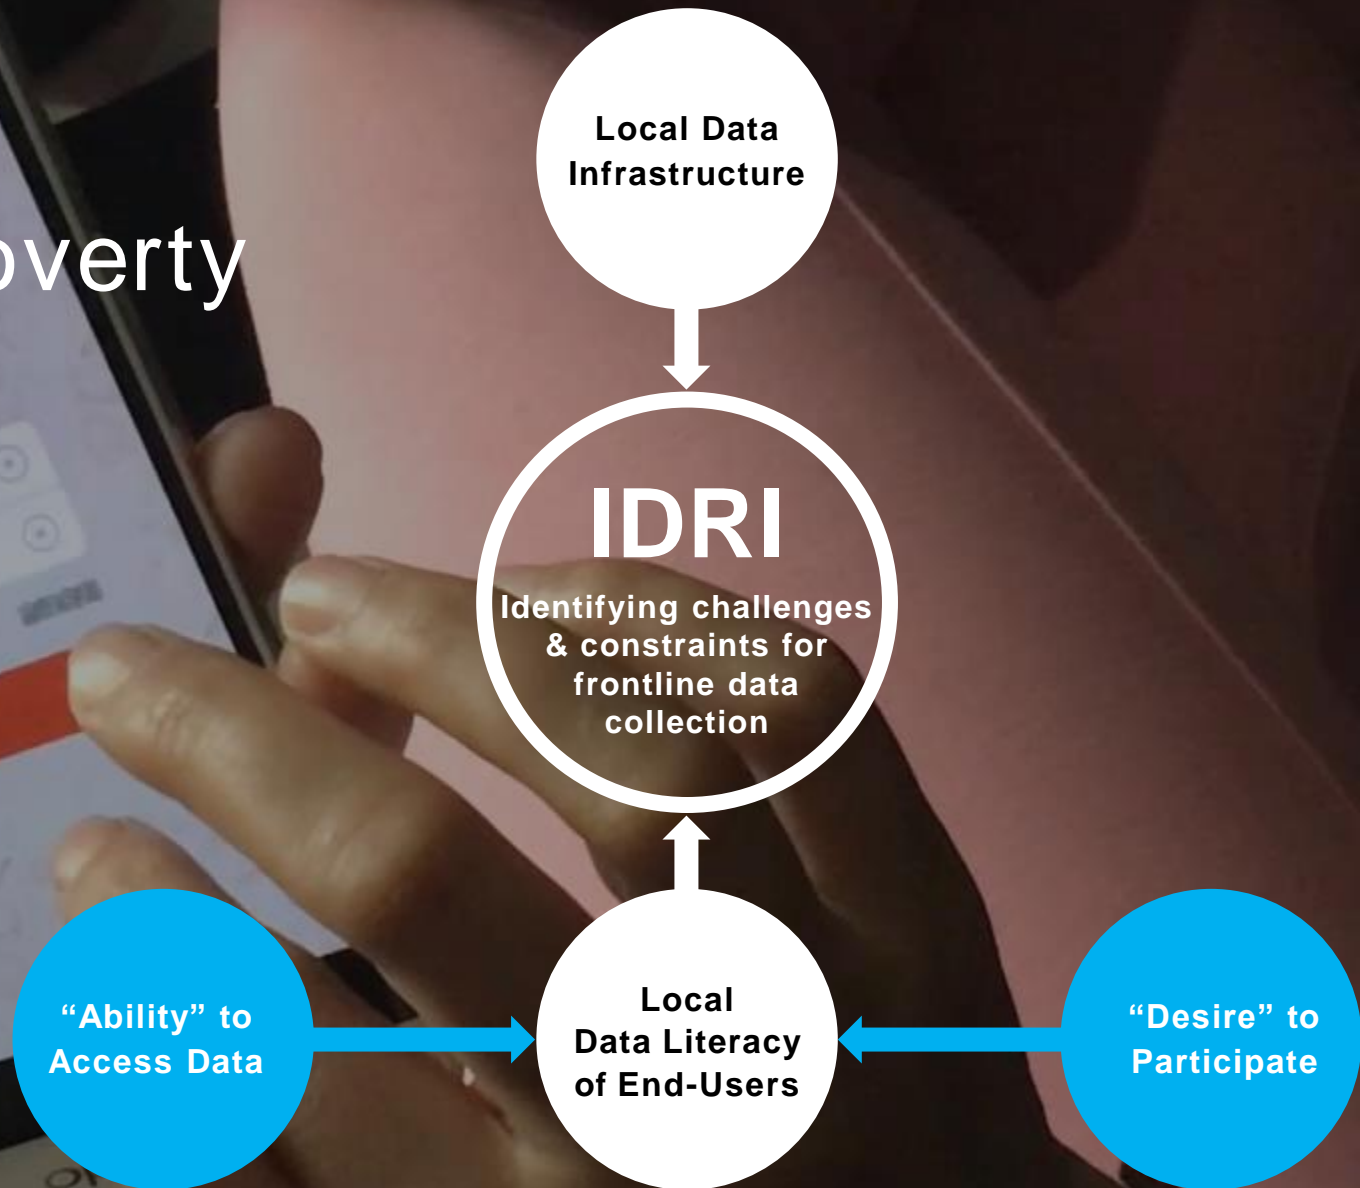 Local Data
Infrastructure
overty
IDRI
Identifying challenges
& constraints for
frontline data
collection
“Ability” to
Access Data
Local
Data Literacy
of End-Users
“Desire” to
Participate